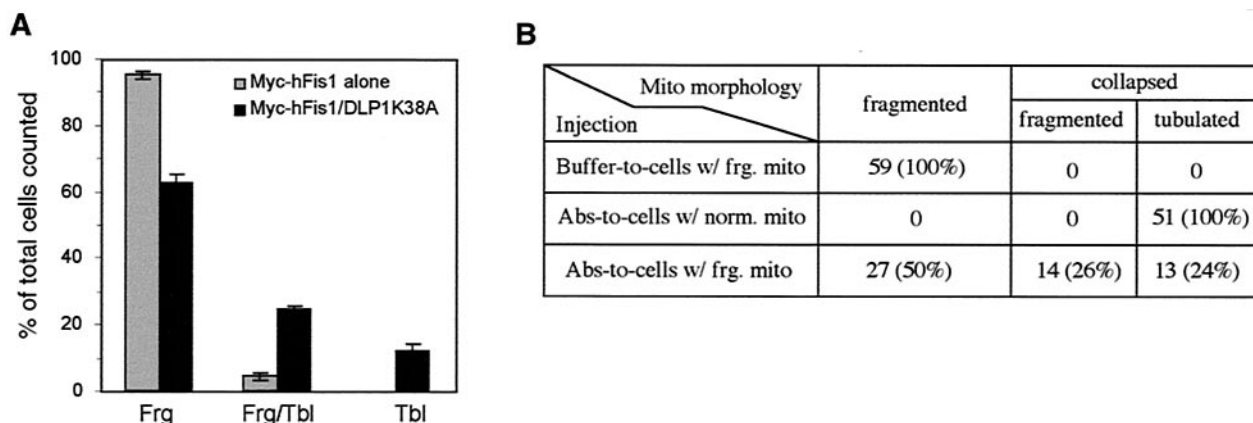 A
% of total cells counted
100
80
60
40
20
0
Myc-hFis1 alone
Myc-hFis1/DLP1K38A
Frg
Frg/Tbl
Tbl
B
Mito morphology
Injection
fragmented
collapsed
fragmented
tubulated
Buffer-to-cells w/ frg. mito 59 (100%) 0 0
Abs-to-cells w/ norm. mito 0 0 51 (100%)
Abs-to-cells w/ frg. mito 27 (50%) 14 (26%) 13 (24%)